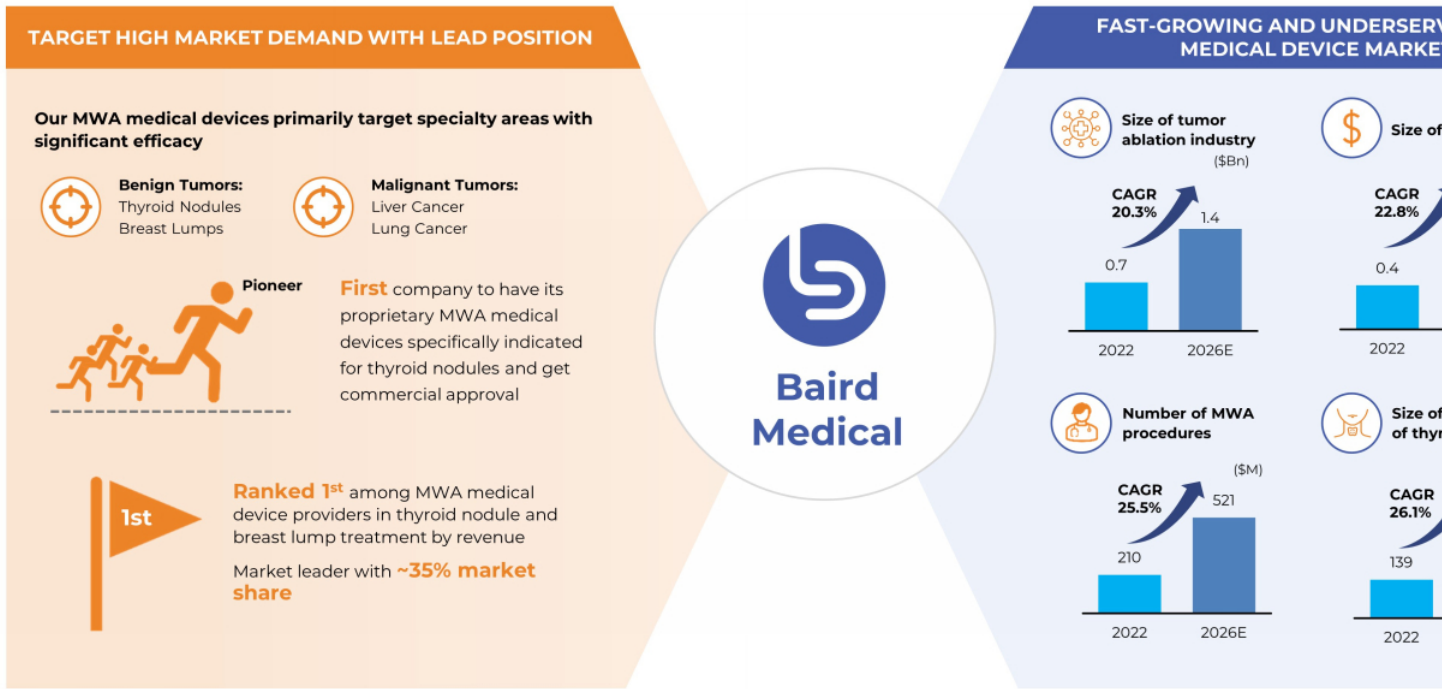 TARGET HIGH MARKET DEMAND WITH LEAD POSITION
Our MWA medical devices primarily target specialty areas with
significant efficacy
Benign Tumors:
Thyroid Nodules
Breast Lumps
Malignant Tumors:
Liver Cancer
Lung Cancer
Pioneer
First company to have its
proprietary MWA medical
devices specifically indicated
for thyroid nodules and get
commercial approval
1st
Ranked 1st among MWA medical
device providers in thyroid nodule and
breast lump treatment by revenue
Market leader with ~35% market
share
Baird
Medical
FAST-GROWING AND
MEDICAL DEVICE
Size of tumor
ablation industry
($Bn)
CAGR
20.3%
0.7
1.4
2022
2026E
Size of
CAGR
22.8%
0.4
2022
Number of MWA
procedures
($M)
CAGR
25.5%
210
521
2022
2026E
Size of
of
CAGR
26.1%
139
2022